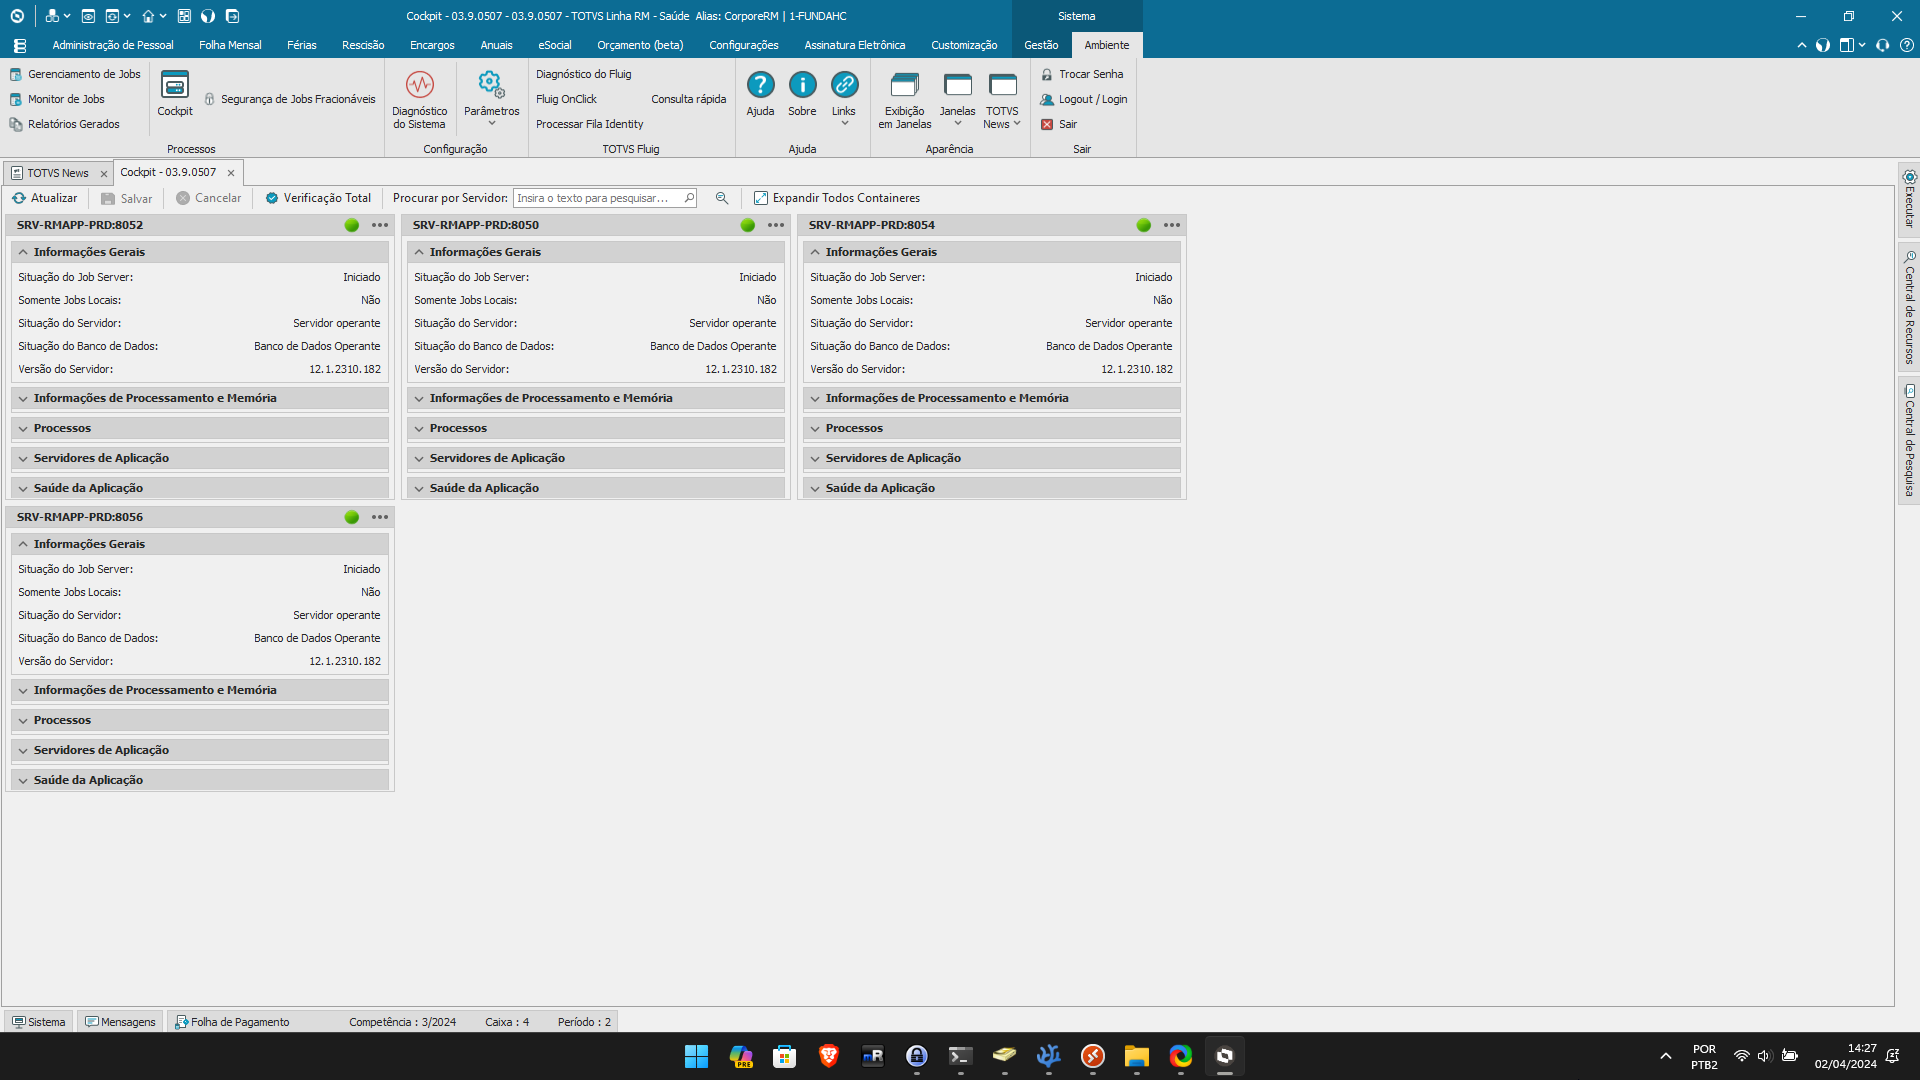 Cockpit - 03.9.0507 - 03.9.0507 - TOTVS Linha RM - Saúde  Alias: CorporeRM | 1-FUNDAHC
Sistema
Administração de Pessoal
Folha Mensal
Férias
Rescisão
Encargos
Anuais
eSocial
Orçamento (beta)
Configurações
Assinatura Eletrônica
Customização
Gestão
Ambiente
Gerenciamento de Jobs
Monitor de Jobs
Relatórios Gerados
Cockpit
Segurança de Jobs Fracionáveis
Processos
Diagnóstico
do Sistema
Parâmetros
Configuração
Diagnóstico do Fluig
Fluig OnClick
Consulta rápida
Processar Fila Identity
TOTVS Fluig
Ajuda
Sobre
Links
Ajuda
Exibição
em Janelas
Janelas
TOTVS
News
Aparência
Trocar Senha
Logout / Login
Sair
Sair
TOTVS News
Cockpit - 03.9.0507
Atualizar
Salvar
Cancelar
Verificação Total
Procurar por Servidor:
Insira o texto para pesquisar...
Expandir Todos Containeres
SRV-RMAPP-PRD:8052
Informações Gerais
Situação do Job Server: Iniciado
Somente Jobs Locais: Não
Situação do Servidor: Servidor operante
Situação do Banco de Dados: Banco de Dados Operante
Versão do Servidor: 12.1.2310.182
Informações de Processamento e Memória
Processos
Servidores de Aplicação
Saúde da Aplicação
SRV-RMAPP-PRD:8050
Informações Gerais
Situação do Job Server: Iniciado
Somente Jobs Locais: Não
Situação do Servidor: Servidor operante
Situação do Banco de Dados: Banco de Dados Operante
Versão do Servidor: 12.1.2310.182
Informações de Processamento e Memória
Processos
Servidores de Aplicação
Saúde da Aplicação
SRV-RMAPP-PRD:8054
Informações Gerais
Situação do Job Server: Iniciado
Somente Jobs Locais: Não
Situação do Servidor: Servidor operante
Situação do Banco de Dados: Banco de Dados Operante
Versão do Servidor: 12.1.2310.182
Informações de Processamento e Memória
Processos
Servidores de Aplicação
Saúde da Aplicação
SRV-RMAPP-PRD:8056
Informações Gerais
Situação do Job Server: Iniciado
Somente Jobs Locais: Não
Situação do Servidor: Servidor operante
Situação do Banco de Dados: Banco de Dados Operante
Versão do Servidor: 12.1.2310.182
Informações de Processamento e Memória
Processos
Servidores de Aplicação
Saúde da Aplicação
Executar
Central de Recursos
Central de Pesquisa
Sistema
Mensagens
Folha de Pagamento
Competência : 3/2024
Caixa : 4
Período : 2
PRE
mR
POR
PTB2
14:27
02/04/2024